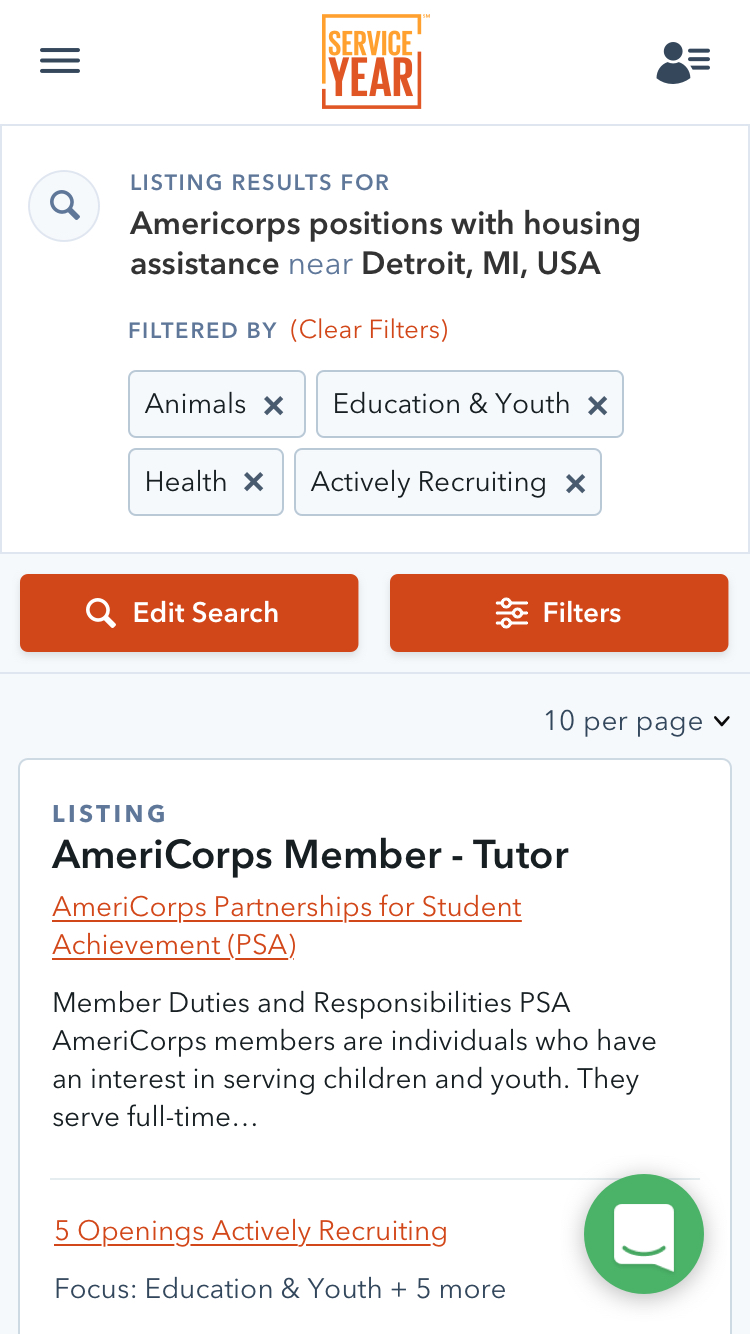 SERVICE
YEAR
™
LISTING RESULTS FOR
Americorps positions with housing
assistance near Detroit, MI, USA
FILTERED BY (Clear Filters)
Animals × Education & Youth ×
Health × Actively Recruiting ×
Edit Search Filters
10 per page
LISTING
AmeriCorps Member - Tutor
AmeriCorps Partnerships for Student
Achievement (PSA)
Member Duties and Responsibilities PSA
AmeriCorps members are individuals who have
an interest in serving children and youth. They
serve full-time…
5 Openings Actively Recruiting
Focus: Education & Youth + 5 more